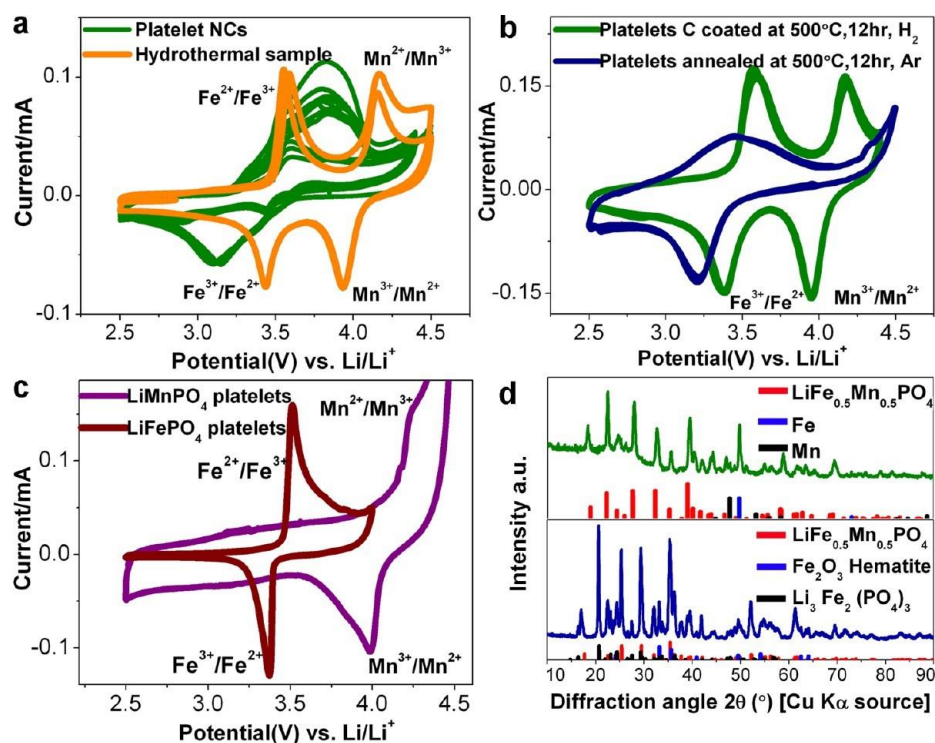 a
Platelet NCs
Hydrothermal sample
Mn²⁺/Mn³⁺
Fe²⁺/Fe³⁺
Fe³⁺/Fe²⁺
Mn³⁺/Mn²⁺
Current/mA
0.1
0.0
-0.1
2.5 3.0 3.5 4.0 4.5
Potential(V) vs. Li/Li⁺
b
Platelets C coated at 500°C,12hr, H₂
Platelets annealed at 500°C,12hr, Ar
Fe³⁺/Fe²⁺
Mn³⁺/Mn²⁺
Current/mA
0.15
0.00
-0.15
2.5 3.0 3.5 4.0 4.5
Potential(V) vs. Li/Li⁺
c
LiMnPO₄ platelets
LiFePO₄ platelets
Mn²⁺/Mn³⁺
Fe²⁺/Fe³⁺
Fe³⁺/Fe²⁺
Mn³⁺/Mn²⁺
Current/mA
0.1
0.0
-0.1
2.5 3.0 3.5 4.0 4.5
Potential(V) vs. Li/Li⁺
d
LiFe₀.₅Mn₀.₅PO₄
Fe
Mn
LiFe₀.₅Mn₀.₅PO₄
Fe₂O₃ Hematite
Li₃ Fe₂ (PO₄)₃
Intensity a.u.
10 20 30 40 50 60 70 80 90
Diffraction angle 2θ (°) [Cu Kα source]